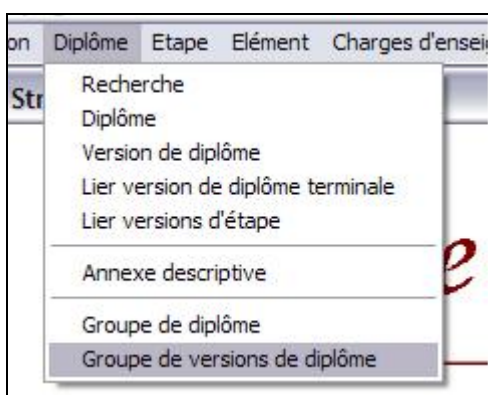 on Diplôme Etape Elément Charges d'ensei
Str
Recherche
Diplôme
Version de diplôme
Lier version de diplôme terminale
Lier versions d'étape
Annexe descriptive
Groupe de diplôme
Groupe de versions de diplôme
e